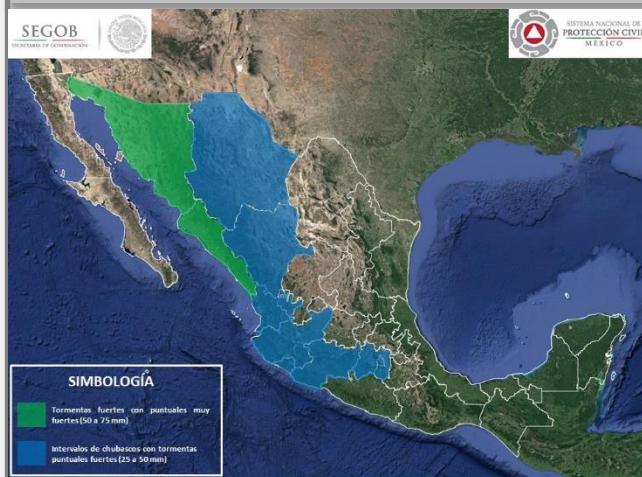 SEGOB
SECRETARÍA DE GOBERNACIÓN
SISTEMA NACIONAL DE
PROTECCIÓN CIVIL
MÉXICO
SIMBOLOGÍA
Tormentas fuertes con puntuales muy
fuertes (50 a 75 mm)
Intervalos de chubascos con tormentas
puntuales fuertes (25 a 50 mm)